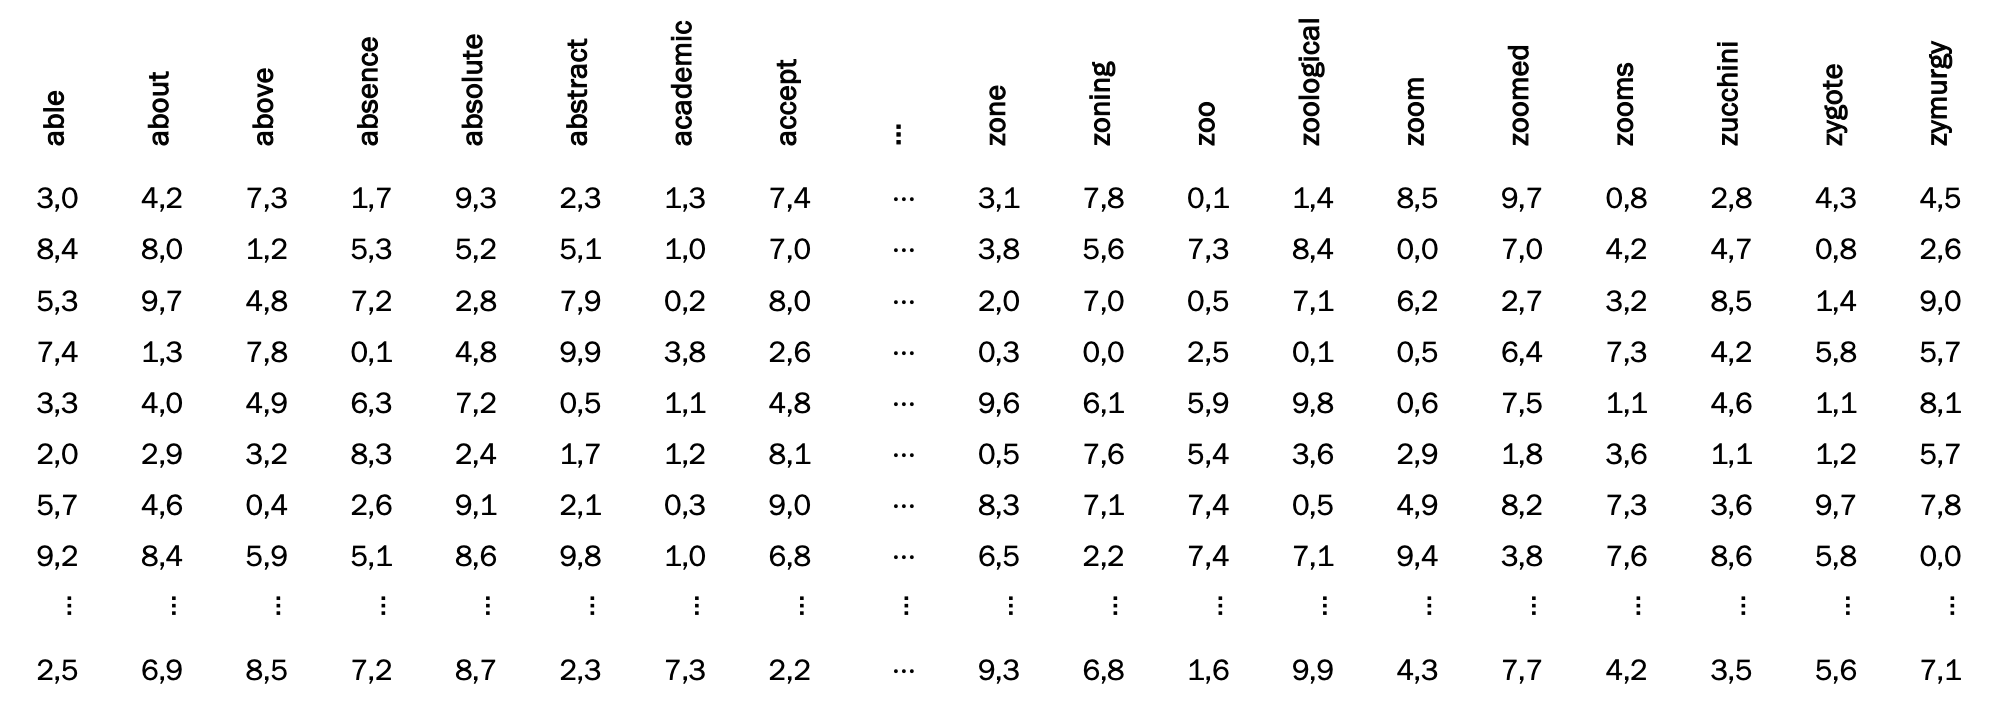 able about above absence absolute abstract academic accept ... zone zoning zoo zoological zoom zoomed zooms zucchini zygote zymurgy
3,0 4,2 7,3 1,7 9,3 2,3 1,3 7,4 ... 3,1 7,8 0,1 1,4 8,5 9,7 0,8 2,8 4,3 4,5
8,4 8,0 1,2 5,3 5,2 5,1 1,0 7,0 ... 3,8 5,6 7,3 8,4 0,0 7,0 4,2 4,7 0,8 2,6
5,3 9,7 4,8 7,2 2,8 7,9 0,2 8,0 ... 2,0 7,0 0,5 7,1 6,2 2,7 3,2 8,5 1,4 9,0
7,4 1,3 7,8 0,1 4,8 9,9 3,8 2,6 ... 0,3 0,0 2,5 0,1 0,5 6,4 7,3 4,2 5,8 5,7
3,3 4,0 4,9 6,3 7,2 0,5 1,1 4,8 ... 9,6 6,1 5,9 9,8 0,6 7,5 1,1 4,6 1,1 8,1
2,0 2,9 3,2 8,3 2,4 1,7 1,2 8,1 ... 0,5 7,6 5,4 3,6 2,9 1,8 3,6 1,1 1,2 5,7
5,7 4,6 0,4 2,6 9,1 2,1 0,3 9,0 ... 8,3 7,1 7,4 0,5 4,9 8,2 7,3 3,6 9,7 7,8
9,2 8,4 5,9 5,1 8,6 9,8 1,0 6,8 ... 6,5 2,2 7,4 7,1 9,4 3,8 7,6 8,6 5,8 0,0
⋮ ⋮ ⋮ ⋮ ⋮ ⋮ ⋮ ⋮ ⋮ ⋮ ⋮ ⋮ ⋮ ⋮ ⋮ ⋮ ⋮ ⋮ ⋮
2,5 6,9 8,5 7,2 8,7 2,3 7,3 2,2 ... 9,3 6,8 1,6 9,9 4,3 7,7 4,2 3,5 5,6 7,1